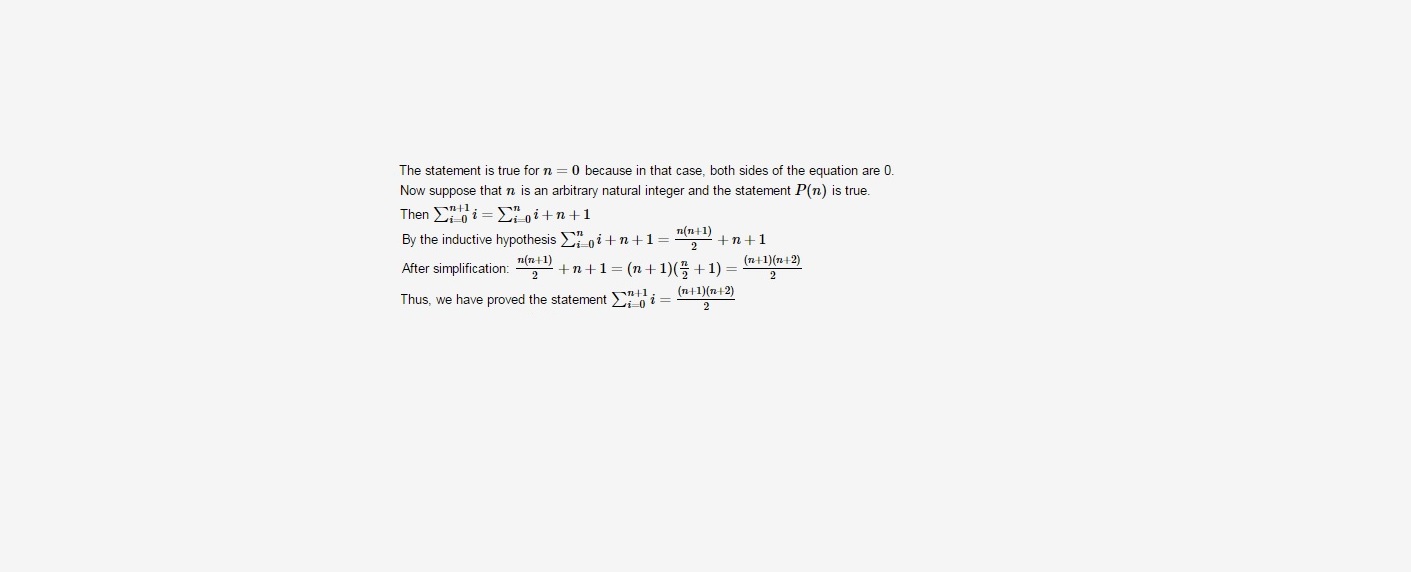 The statement is true for n = 0 because in that case, both sides of the equation are 0.
Now suppose that n is an arbitrary natural integer and the statement P(n) is true.
Then \sum_{i=0}^{n+1} i = \sum_{i=0}^{n} i + n + 1
By the inductive hypothesis \sum_{i=0}^{n} i + n + 1 = \frac{n(n+1)}{2} + n + 1
After simplification: \frac{n(n+1)}{2} + n + 1 = (n + 1)(\frac{n}{2} + 1) = \frac{(n+1)(n+2)}{2}
Thus, we have proved the statement \sum_{i=0}^{n+1} i = \frac{(n+1)(n+2)}{2}